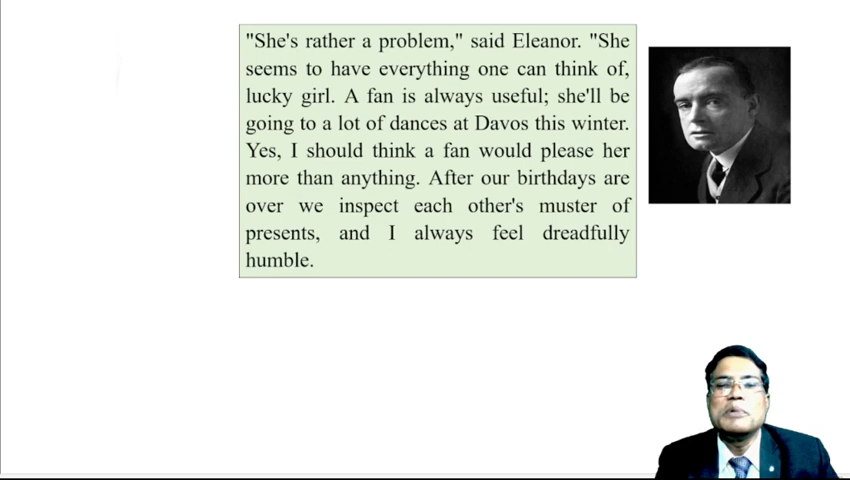 "She's rather a problem," said Eleanor. "She
seems to have everything one can think of,
lucky girl. A fan is always useful; she'll be
going to a lot of dances at Davos this winter.
Yes, I should think a fan would please her
more than anything. After our birthdays are
over we inspect each other's muster of
presents, and I always feel dreadfully
humble.